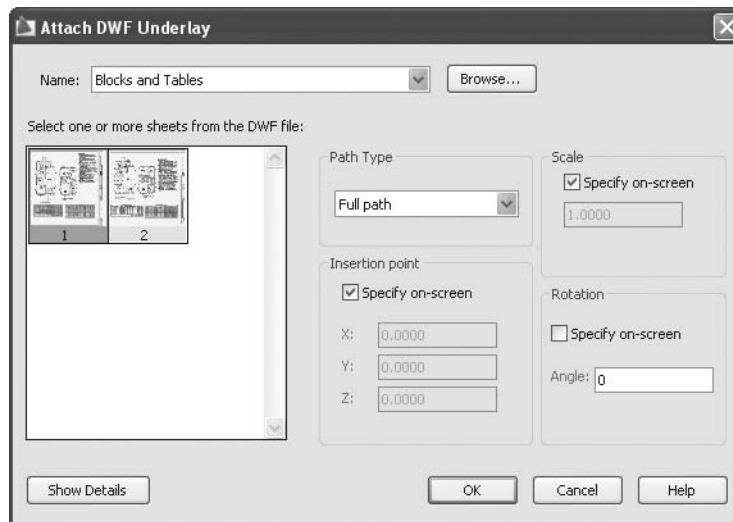 Attach DWF Underlay
Name: Blocks and Tables Browse...
Select one or more sheets from the DWF file:
1 2
Path Type
Full path
Insertion point
Specify on-screen
X: 0.0000
Y: 0.0000
Z: 0.0000
Scale
Specify on-screen
1.0000
Rotation
Specify on-screen
Angle: 0
Show Details OK Cancel Help